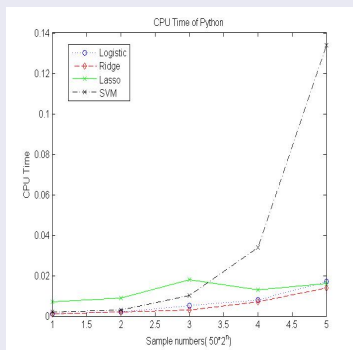 CPU Time of Python
0.14
0.12
0.1
0.08
0.06
0.04
0.02
0
CPU Time
Logistic
Ridge
Lasso
SVM
1 1.5 2 2.5 3 3.5 4 4.5 5
Sample numbers( 50*2^n)